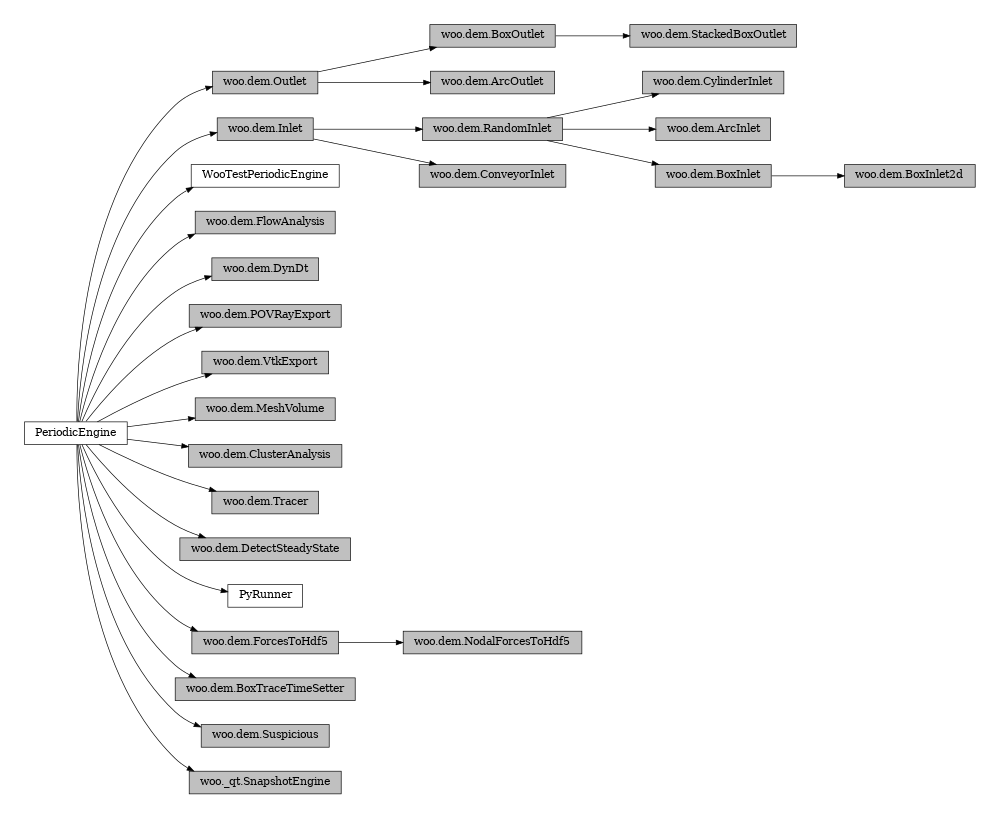 woo.dem.BoxOutlet
woo.dem.StackedBoxOutlet
woo.dem.Outlet
woo.dem.ArcOutlet
woo.dem.CylinderInlet
woo.dem.Inlet
woo.dem.RandomInlet
woo.dem.ArcInlet
WooTestPeriodicEngine
woo.dem.ConveyorInlet
woo.dem.BoxInlet
woo.dem.BoxInlet2d
woo.dem.FlowAnalysis
woo.dem.DynDt
woo.dem.POVRayExport
woo.dem.VtkExport
woo.dem.MeshVolume
PeriodicEngine
woo.dem.ClusterAnalysis
woo.dem.Tracer
woo.dem.DetectSteadyState
PyRunner
woo.dem.ForcesToHdf5
woo.dem.NodalForcesToHdf5
woo.dem.BoxTraceTimeSetter
woo.dem.Suspicious
woo._qt.SnapshotEngine